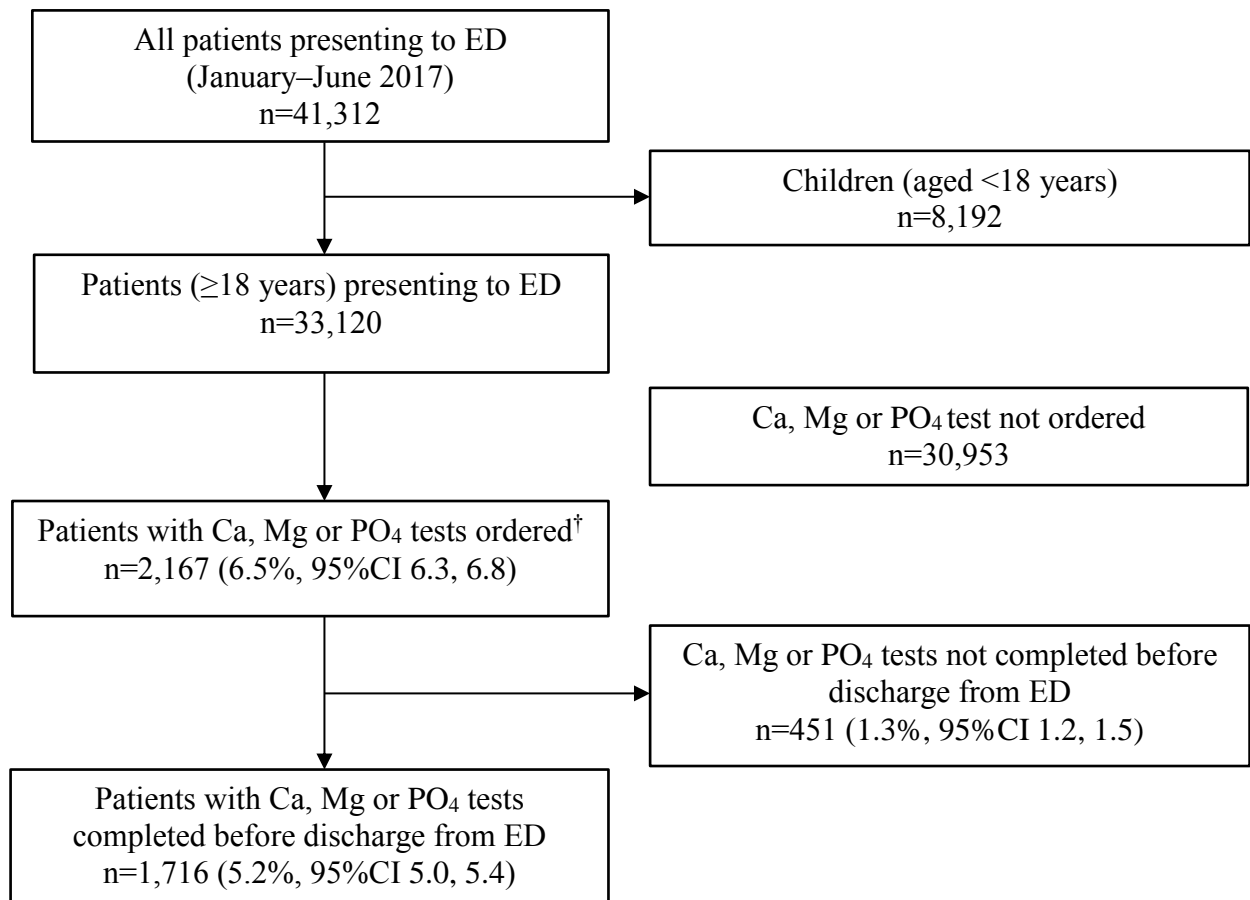 All patients presenting to ED
(January–June 2017)
n=41,312
Children (aged <18 years)
n=8,192
Patients (≥18 years) presenting to ED
n=33,120
Ca, Mg or PO₄ test not ordered
n=30,953
Patients with Ca, Mg or PO₄ tests ordered†
n=2,167 (6.5%, 95%CI 6.3, 6.8)
Ca, Mg or PO₄ tests not completed before
discharge from ED
n=451 (1.3%, 95%CI 1.2, 1.5)
Patients with Ca, Mg or PO₄ tests
completed before discharge from ED
n=1,716 (5.2%, 95%CI 5.0, 5.4)